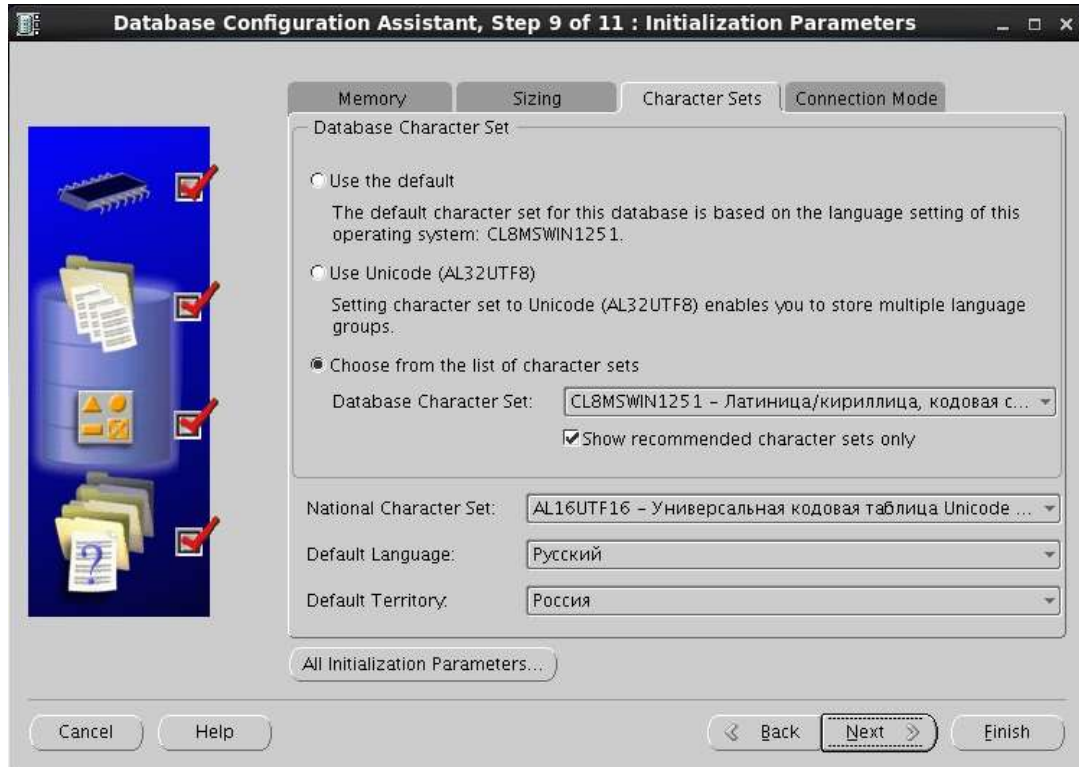 Database Configuration Assistant, Step 9 of 11 : Initialization Parameters
Memory Sizing Character Sets Connection Mode
Database Character Set
Use the default
The default character set for this database is based on the language setting of this
operating system: CL8MSWIN1251.
Use Unicode (AL32UTF8)
Setting character set to Unicode (AL32UTF8) enables you to store multiple language
groups.
Choose from the list of character sets
Database Character Set: CL8MSWIN1251 – Латиница/кириллица, кодовая с...
Show recommended character sets only
National Character Set: AL16UTF16 – Универсальная кодовая таблица Unicode ...
Default Language: Русский
Default Territory: Россия
All Initialization Parameters...
Cancel Help Back Next Finish